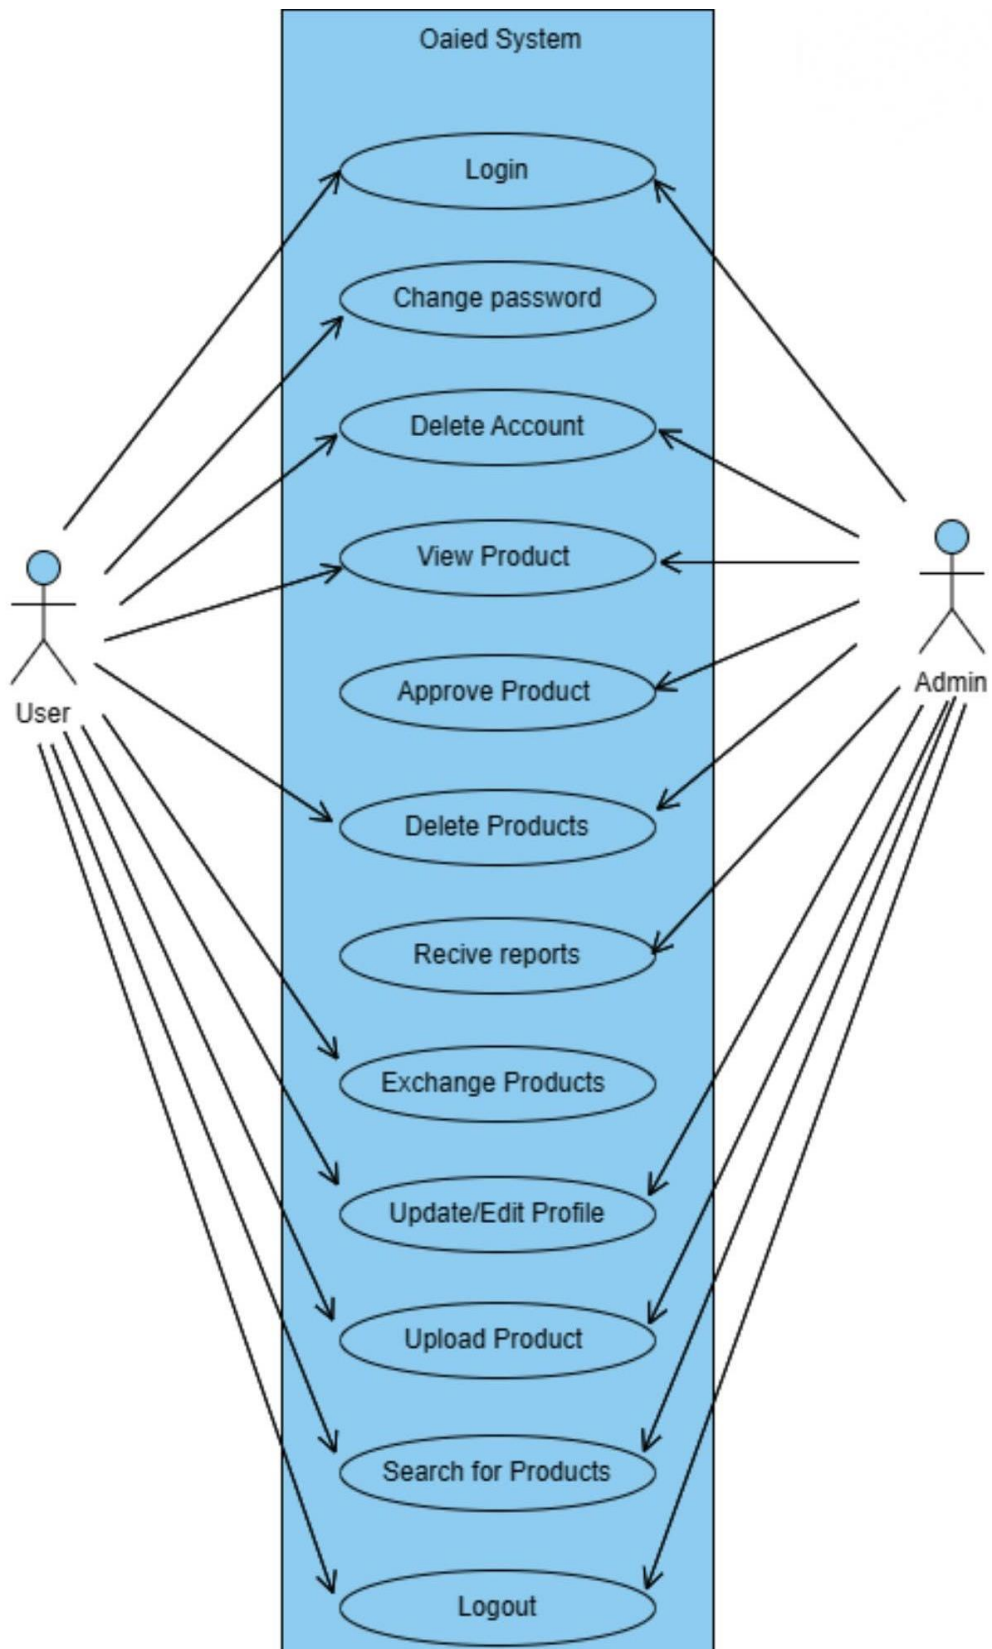 Oaied System
Login
Change password
Delete Account
View Product
Approve Product
Admin
User
Delete Products
Recive reports
Exchange Products
Update/Edit Profile
Upload Product
Search for Products
Logout